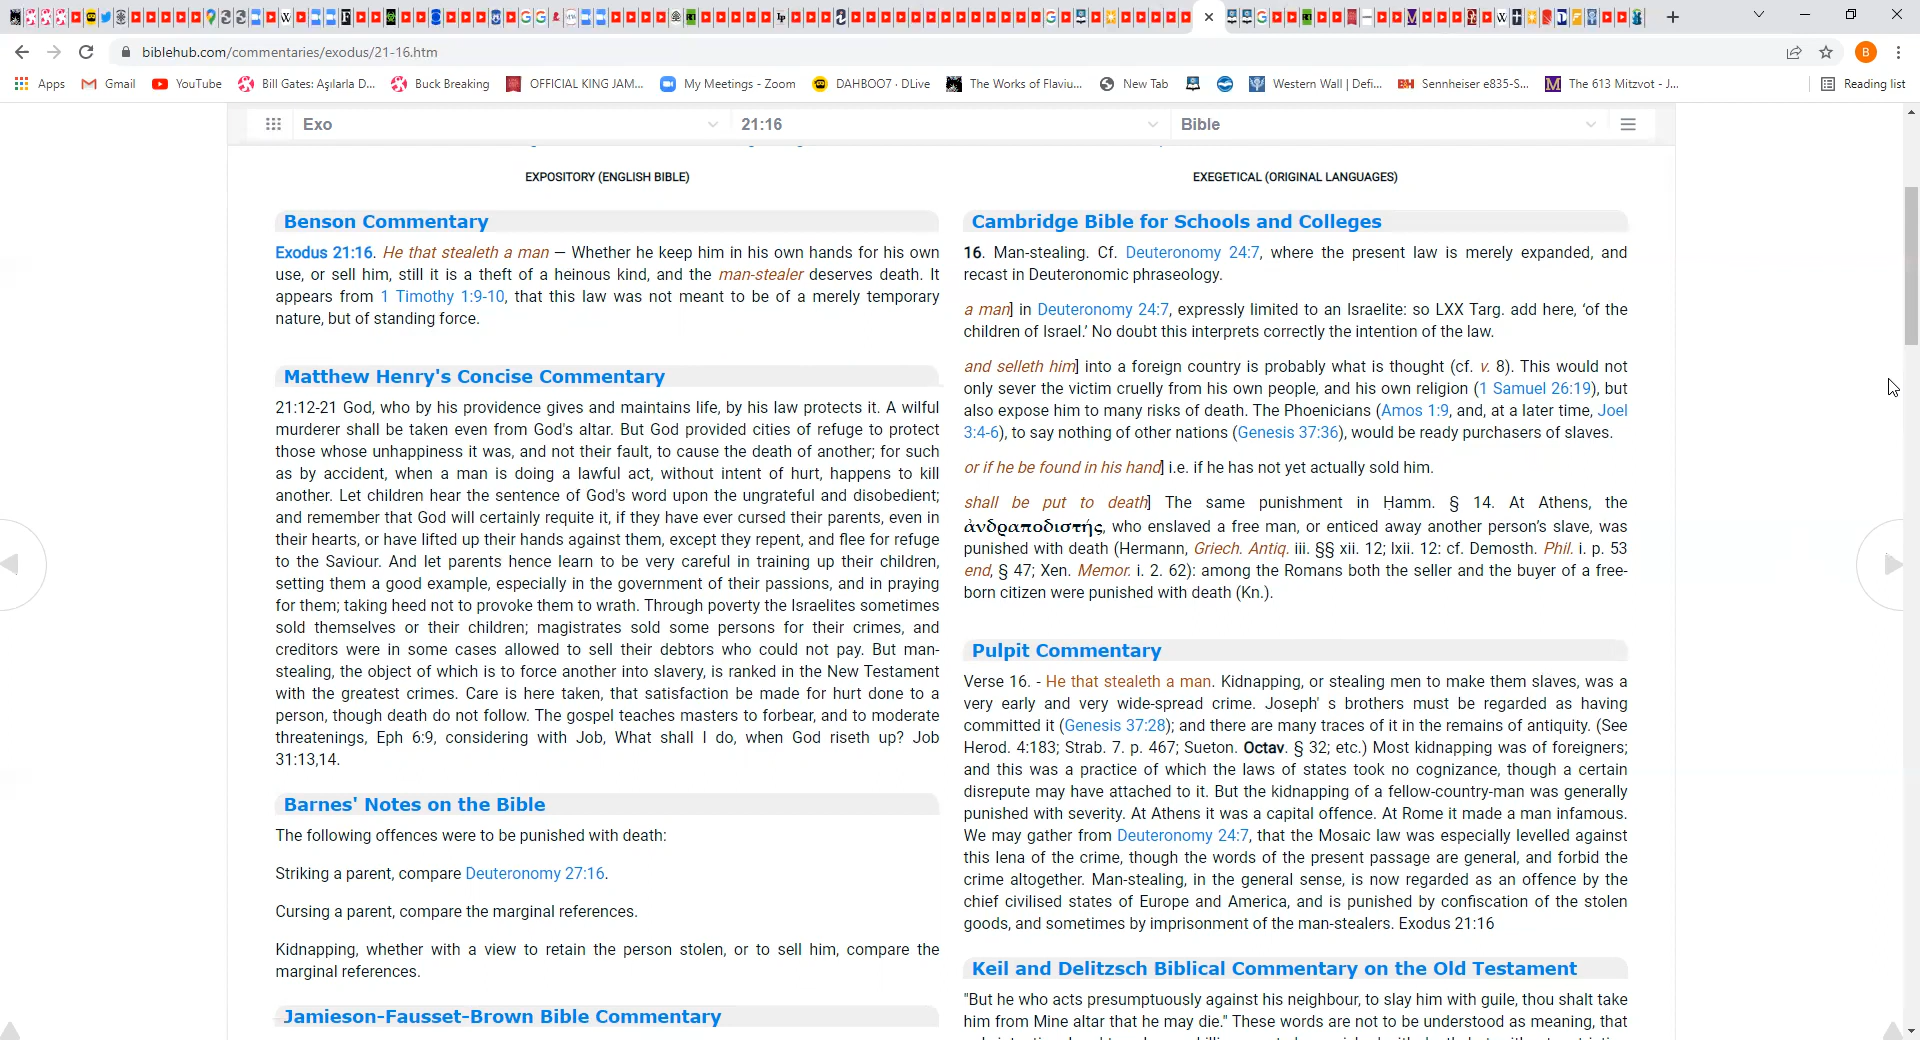 biblehub.com/commentaries/exodus/21-16.htm
B
Apps
Gmail
YouTube
Bill Gates: Aşılarla D...
Buck Breaking
OFFICIAL KING JAM...
My Meetings - Zoom
DAHBOO7 · DLive
The Works of Flaviu...
New Tab
Western Wall | Defi...
Sennheiser e835-S...
The 613 Mitzvot - J...
Reading list
Exo
21:16
Bible
EXPOSITORY (ENGLISH BIBLE)
Benson Commentary
Exodus 21:16. He that stealeth a man — Whether he keep him in his own hands for his own
use, or sell him, still it is a theft of a heinous kind, and the man-stealer deserves death. It
appears from 1 Timothy 1:9-10, that this law was not meant to be of a merely temporary
nature, but of standing force.
Matthew Henry's Concise Commentary
21:12-21 God, who by his providence gives and maintains life, by his law protects it. A wilful
murderer shall be taken even from God's altar. But God provided cities of refuge to protect
those whose unhappiness it was, and not their fault, to cause the death of another; for such
as by accident, when a man is doing a lawful act, without intent of hurt, happens to kill
another. Let children hear the sentence of God's word upon the ungrateful and disobedient;
and remember that God will certainly requite it, if they have ever cursed their parents, even in
their hearts, or have lifted up their hands against them, except they repent, and flee for refuge
to the Saviour. And let parents hence learn to be very careful in training up their children,
setting them a good example, especially in the government of their passions, and in praying
for them; taking heed not to provoke them to wrath. Through poverty the Israelites sometimes
sold themselves or their children; magistrates sold some persons for their crimes, and
creditors were in some cases allowed to sell their debtors who could not pay. But man-
stealing, the object of which is to force another into slavery, is ranked in the New Testament
with the greatest crimes. Care is here taken, that satisfaction be made for hurt done to a
person, though death do not follow. The gospel teaches masters to forbear, and to moderate
threatenings, Eph 6:9, considering with Job, What shall I do, when God riseth up? Job
31:13,14.
Barnes' Notes on the Bible
The following offences were to be punished with death:
Striking a parent, compare Deuteronomy 27:16.
Cursing a parent, compare the marginal references.
Kidnapping, whether with a view to retain the person stolen, or to sell him, compare the
marginal references.
Jamieson-Fausset-Brown Bible Commentary
EXEGETICAL (ORIGINAL LANGUAGES)
Cambridge Bible for Schools and Colleges
16. Man-stealing. Cf. Deuteronomy 24:7, where the present law is merely expanded, and
recast in Deuteronomic phraseology.
a man] in Deuteronomy 24:7, expressly limited to an Israelite: so LXX Targ. add here, ‘of the
children of Israel.’ No doubt this interprets correctly the intention of the law.
and selleth him] into a foreign country is probably what is thought (cf. v. 8). This would not
only sever the victim cruelly from his own people, and his own religion (1 Samuel 26:19), but
also expose him to many risks of death. The Phoenicians (Amos 1:9, and, at a later time, Joel
3:4-6), to say nothing of other nations (Genesis 37:36), would be ready purchasers of slaves.
or if he be found in his hand] i.e. if he has not yet actually sold him.
shall be put to death] The same punishment in Ḥamm. § 14. At Athens, the
ἀνδραποδιστής, who enslaved a free man, or enticed away another person’s slave, was
punished with death (Hermann, Griech. Antiq. iii. §§ xii. 12; lxii. 12: cf. Demosth. Phil. i. p. 53
end, § 47; Xen. Memor. i. 2. 62): among the Romans both the seller and the buyer of a free-
born citizen were punished with death (Kn.).
Pulpit Commentary
Verse 16. - He that stealeth a man. Kidnapping, or stealing men to make them slaves, was a
very early and very wide-spread crime. Joseph' s brothers must be regarded as having
committed it (Genesis 37:28); and there are many traces of it in the remains of antiquity. (See
Herod. 4:183; Strab. 7. p. 467; Sueton. Octav. § 32; etc.) Most kidnapping was of foreigners;
and this was a practice of which the laws of states took no cognizance, though a certain
disrepute may have attached to it. But the kidnapping of a fellow-country-man was generally
punished with severity. At Athens it was a capital offence. At Rome it made a man infamous.
We may gather from Deuteronomy 24:7, that the Mosaic law was especially levelled against
this lena of the crime, though the words of the present passage are general, and forbid the
crime altogether. Man-stealing, in the general sense, is now regarded as an offence by the
chief civilised states of Europe and America, and is punished by confiscation of the stolen
goods, and sometimes by imprisonment of the man-stealers. Exodus 21:16
Keil and Delitzsch Biblical Commentary on the Old Testament
"But he who acts presumptuously against his neighbour, to slay him with guile, thou shalt take
him from Mine altar that he may die." These words are not to be understood as meaning, that